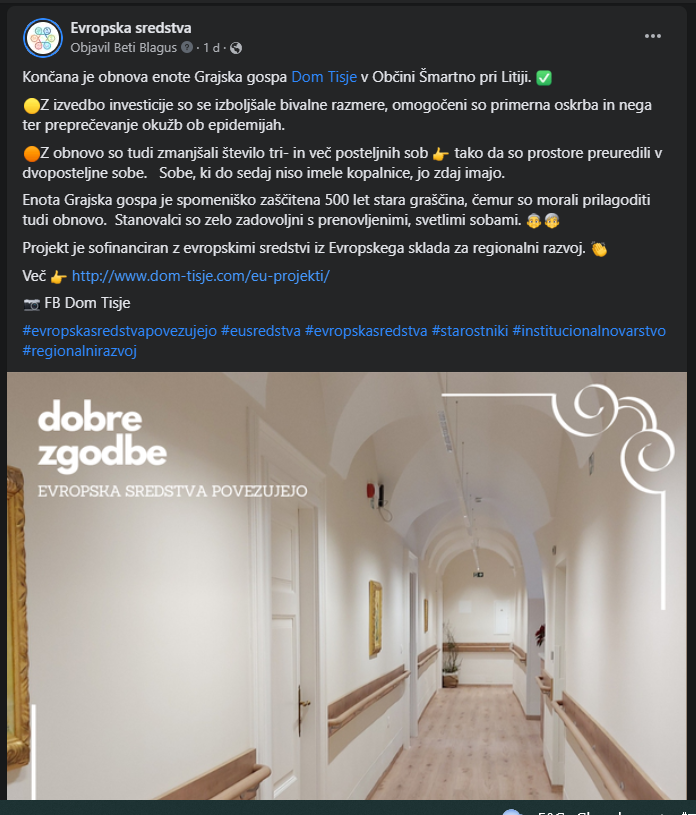 Evropska sredstva
Objavil Beti Blagus · 1 d ·
Končana je obnova enote Grajska gospa Dom Tisje v Občini Šmartno pri Litiji. ✅
🟡Z izvedbo investicije so se izboljšale bivalne razmere, omogočeni so primerna oskrba in nega
ter preprečevanje okužb ob epidemijah.
🟠Z obnovo so tudi zmanjšali število tri- in več posteljnih sob 👉 tako da so prostore preuredili v
dvoposteljne sobe. Sobe, ki do sedaj niso imele kopalnice, jo zdaj imajo.
Enota Grajska gospa je spomeniško zaščitena 500 let stara graščina, čemur so morali prilagoditi
tudi obnovo. Stanovalci so zelo zadovoljni s prenovljenimi, svetlimi sobami. 👵👵
Projekt je sofinanciran z evropskimi sredstvi iz Evropskega sklada za regionalni razvoj. 👏
Več 👉 http://www.dom-tisje.com/eu-projekti/
📷 FB Dom Tisje
#evropskasredstvapovezujejo #eusredstva #evropskasredstva #starostniki #institucionalnovarstvo
#regionalnirazvoj
dobre
zgodbe
EVROPSKA SREDSTVA POVEZUJEJO